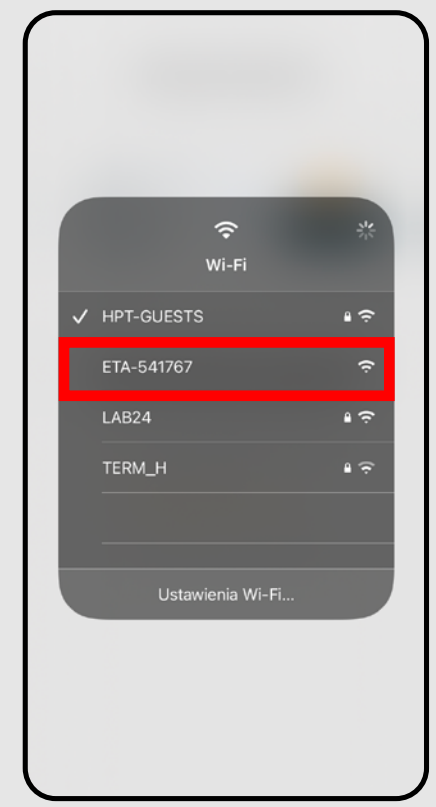 Wi-Fi
HPT-GUESTS
ETA-541767
LAB24
TERM_H
Ustawienia Wi-Fi...